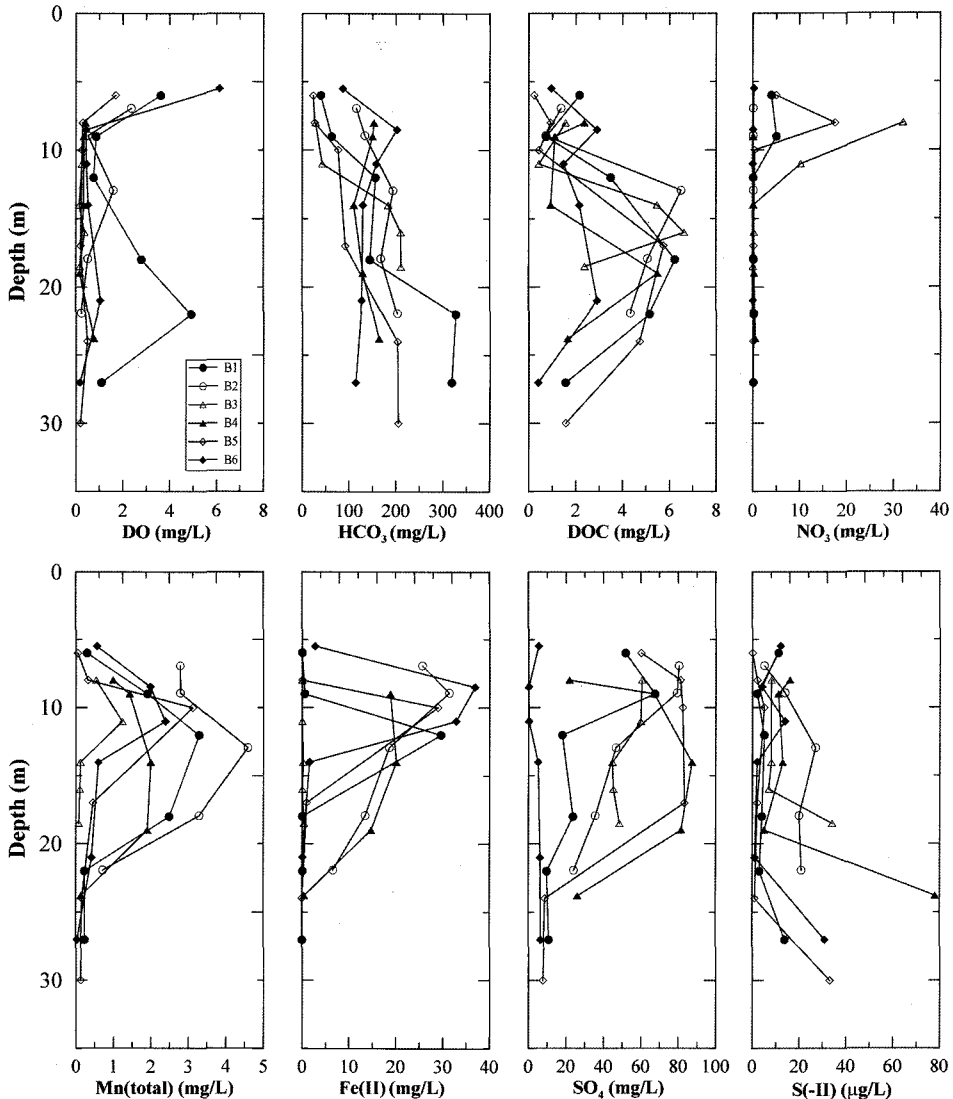 0
10
20
30
Depth (m)
B1
B2
B3
B4
B5
B6
0 2 4 6 8
DO (mg/L)
0 100 200 300 400
HCO3 (mg/L)
0 2 4 6 8
DOC (mg/L)
0 10 20 30 40
NO3 (mg/L)
0
10
20
30
Depth (m)
0 1 2 3 4 5
Mn(total) (mg/L)
0 10 20 30 40
Fe(II) (mg/L)
0 20 40 60 80 100
SO4 (mg/L)
0 20 40 60 80
S(-II) (μg/L)